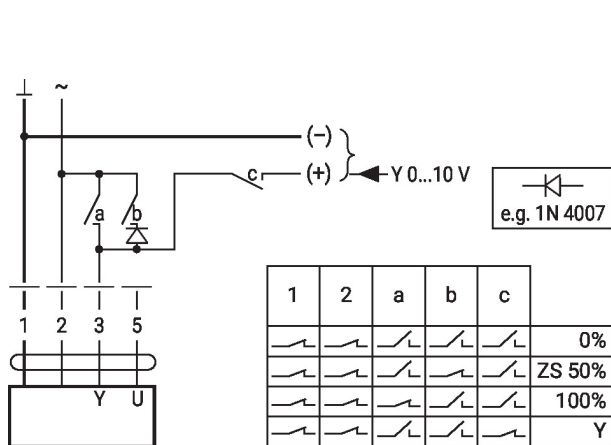 ⊥ ~
(–)
c (+) Y 0...10 V
a b
e.g. 1N 4007
1 2 3 5
Y U
1 2 a b c
0%
ZS 50%
100%
Y